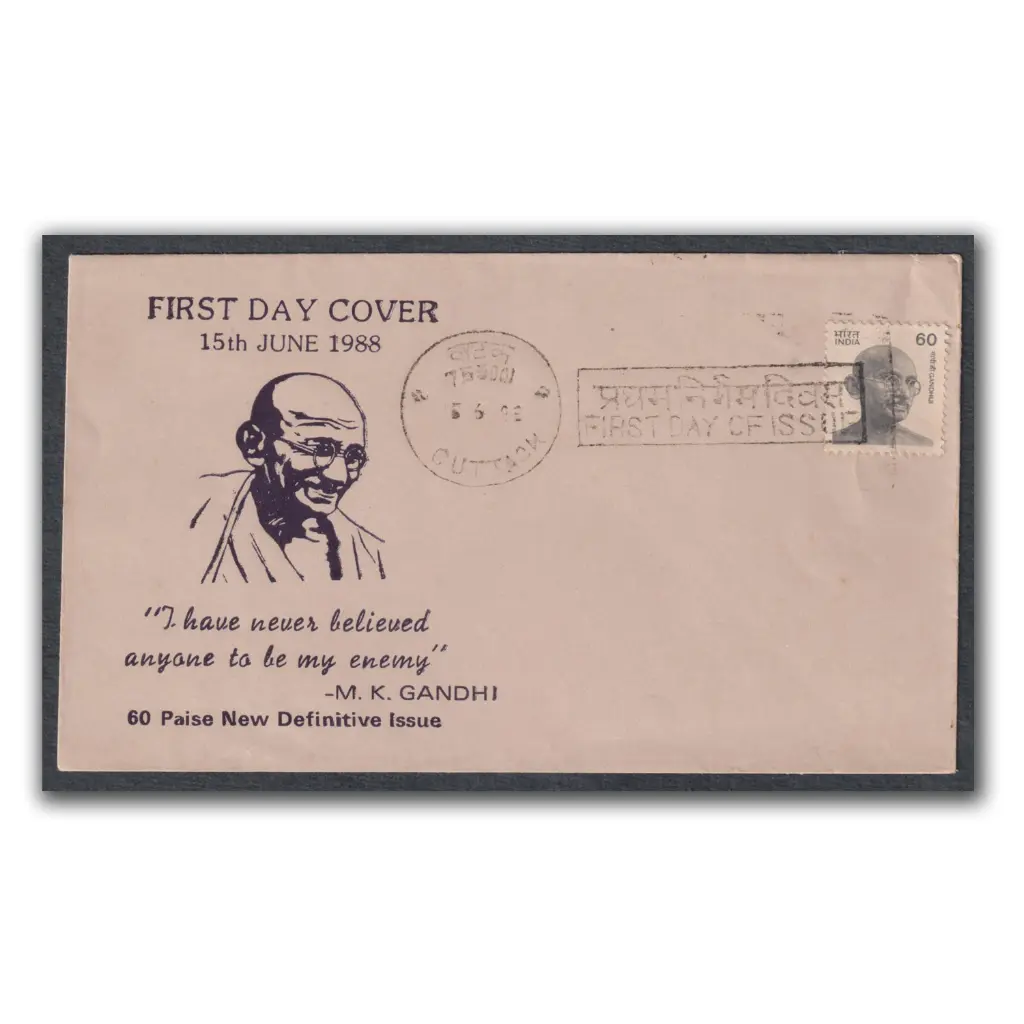 FIRST DAY COVER
15th JUNE 1988
"I have never believed
anyone to be my enemy"
-M. K. GANDHI
60 Paise New Definitive Issue
CUTTACK
प्रथम निर्गम दिवस
FIRST DAY OF ISSUE
भारत
INDIA
60
गांधीजी GANDHIJI